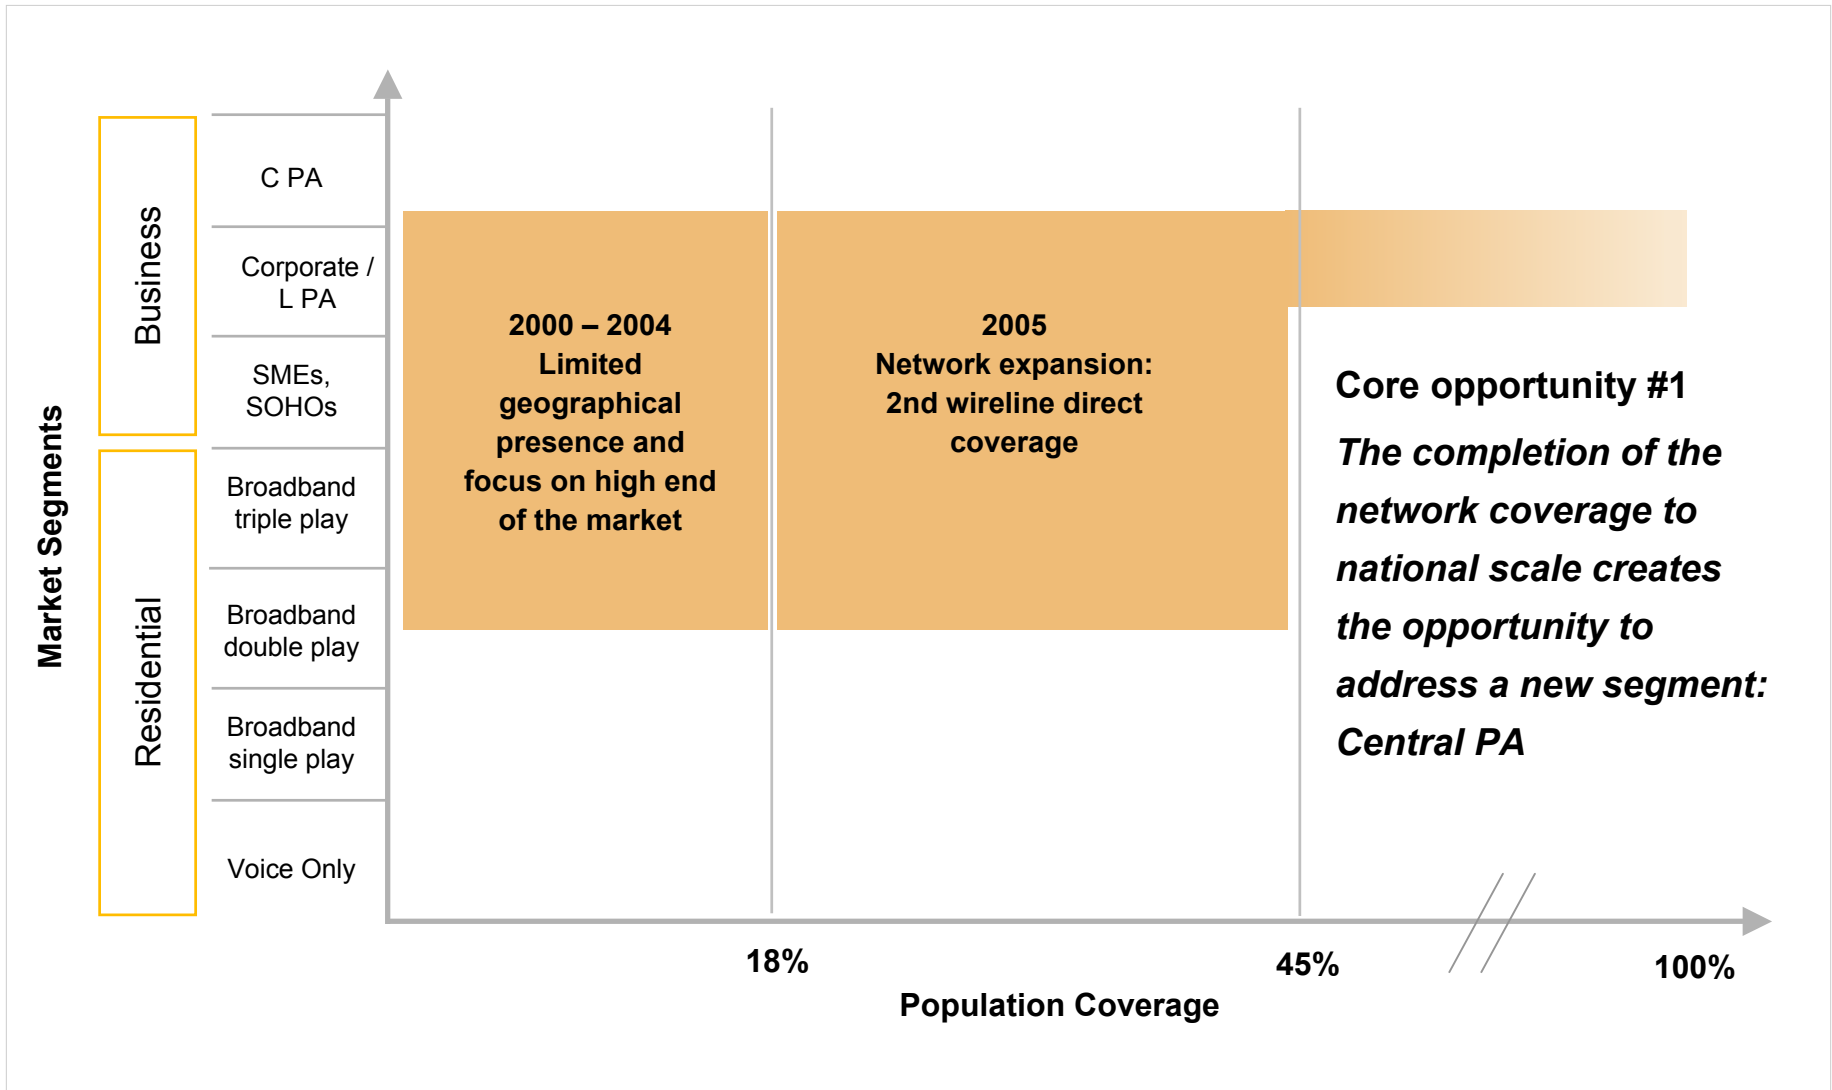 Market Segments
Business
C PA
Corporate /
L PA
SMEs,
SOHOs
Residential
Broadband
triple play
Broadband
double play
Broadband
single play
Voice Only
2000 – 2004
Limited
geographical
presence and
focus on high end
of the market
2005
Network expansion:
2nd wireline direct
coverage
Core opportunity #1
The completion of the
network coverage to
national scale creates
the opportunity to
address a new segment:
Central PA
18%
45%
100%
Population Coverage